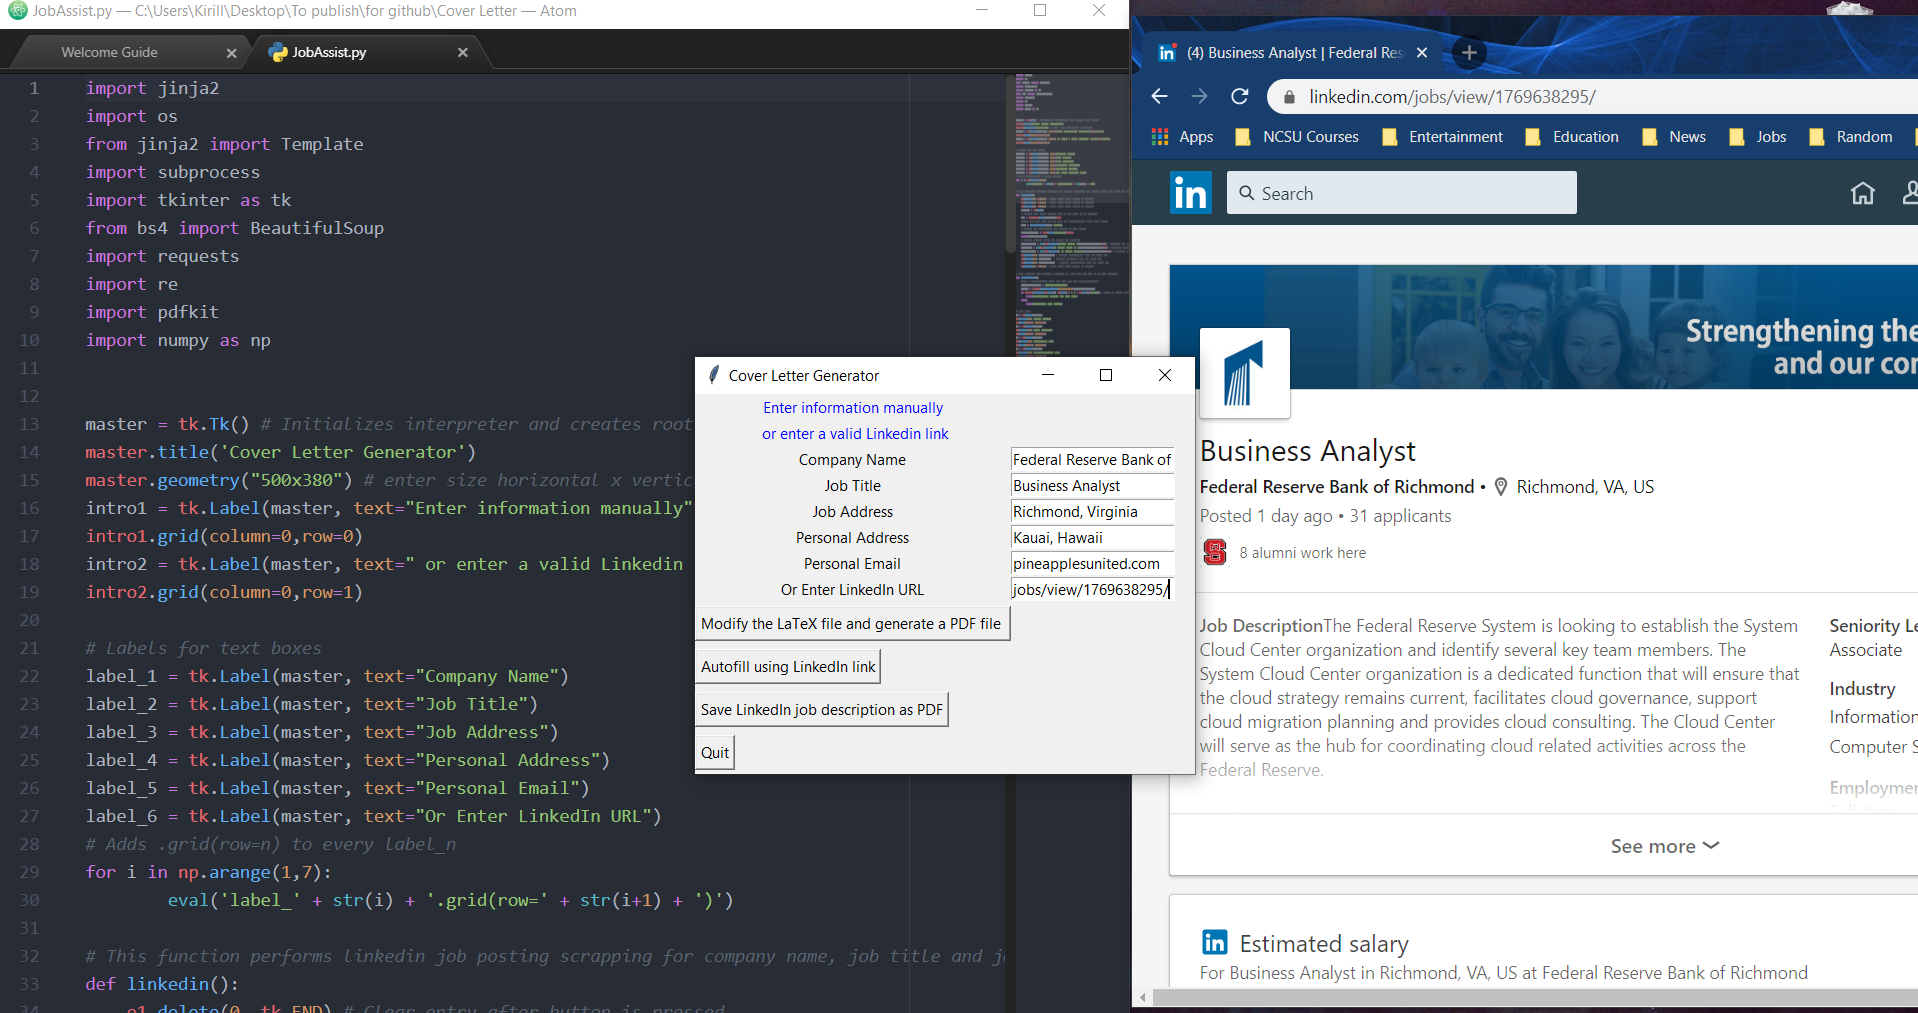 JobAssist.py — C:\Users\Kirill\Desktop\To publish\for github\Cover Letter — Atom
Welcome Guide
JobAssist.py
1 import jinja2
2 import os
3 from jinja2 import Template
4 import subprocess
5 import tkinter as tk
6 from bs4 import BeautifulSoup
7 import requests
8 import re
9 import pdfkit
10 import numpy as np
11
12
13 master = tk.Tk() # Initializes interpreter and creates root
14 master.title('Cover Letter Generator')
15 master.geometry("500x380") # enter size horizontal x vertic
16 intro1 = tk.Label(master, text="Enter information manually"
17 intro1.grid(column=0,row=0)
18 intro2 = tk.Label(master, text=" or enter a valid Linkedin
19 intro2.grid(column=0,row=1)
20
21 # Labels for text boxes
22 label_1 = tk.Label(master, text="Company Name")
23 label_2 = tk.Label(master, text="Job Title")
24 label_3 = tk.Label(master, text="Job Address")
25 label_4 = tk.Label(master, text="Personal Address")
26 label_5 = tk.Label(master, text="Personal Email")
27 label_6 = tk.Label(master, text="Or Enter LinkedIn URL")
28 # Adds .grid(row=n) to every label_n
29 for i in np.arange(1,7):
30 eval('label_' + str(i) + '.grid(row=' + str(i+1) + ')')
31
32 # This function performs linkedin job posting scrapping for company name, job title and j
33 def linkedin():
34 e1.delete(0, tk.END) # Clear entry after button is pressed
Cover Letter Generator
Enter information manually
or enter a valid Linkedin link
Company Name Federal Reserve Bank of
Job Title Business Analyst
Job Address Richmond, Virginia
Personal Address Kauai, Hawaii
Personal Email pineapplesunited.com
Or Enter LinkedIn URL jobs/view/1769638295/
Modify the LaTeX file and generate a PDF file
Autofill using LinkedIn link
Save LinkedIn job description as PDF
Quit
(4) Business Analyst | Federal Res
linkedin.com/jobs/view/1769638295/
Apps NCSU Courses Entertainment Education News Jobs Random
in Search
Strengthening the
and our con
Business Analyst
Federal Reserve Bank of Richmond • Richmond, VA, US
Posted 1 day ago • 31 applicants
8 alumni work here
Job DescriptionThe Federal Reserve System is looking to establish the System
Cloud Center organization and identify several key team members. The
System Cloud Center organization is a dedicated function that will ensure that
the cloud strategy remains current, facilitates cloud governance, support
cloud migration planning and provides cloud consulting. The Cloud Center
will serve as the hub for coordinating cloud related activities across the
Federal Reserve.
Seniority Le
Associate
Industry
Information
Computer S
Employmen
See more
in Estimated salary
For Business Analyst in Richmond, VA, US at Federal Reserve Bank of Richmond